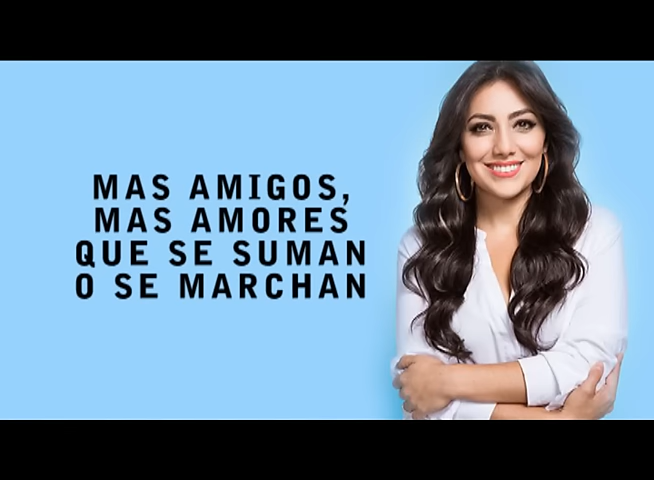 MAS AMIGOS,
MAS AMORES
QUE SE SUMAN
O SE MARCHAN